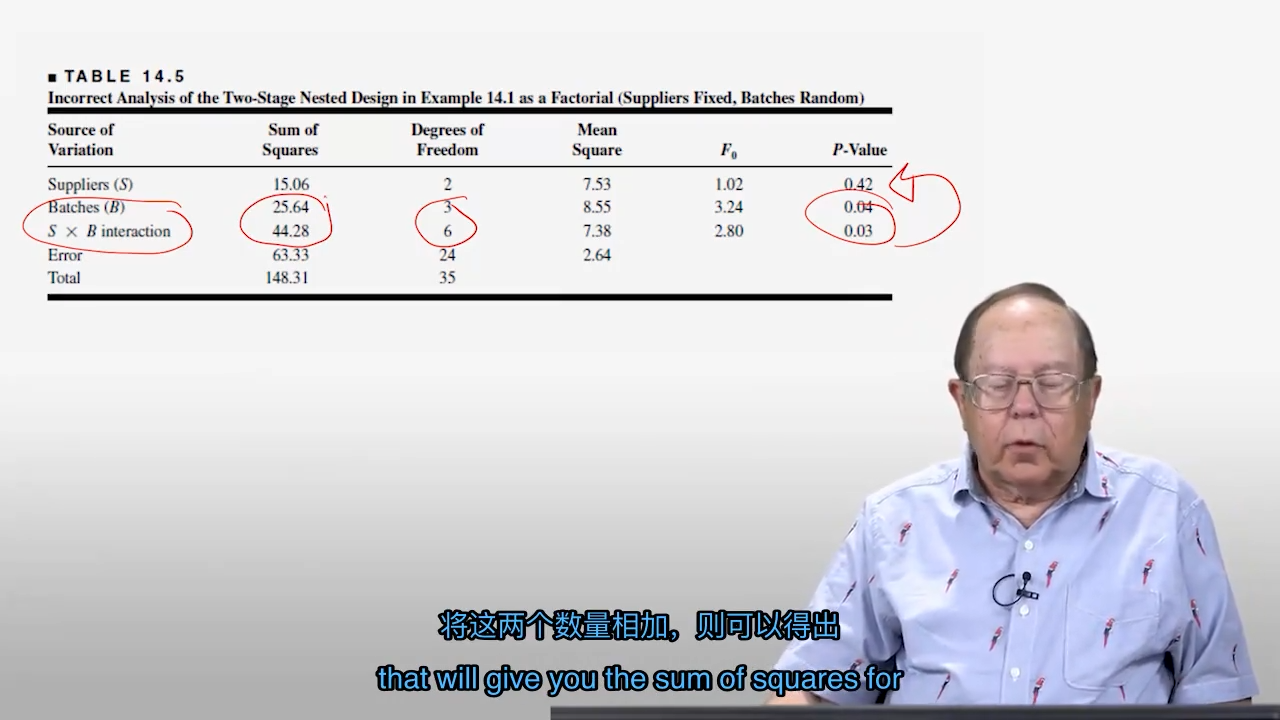 ■ TABLE 14.5
Incorrect Analysis of the Two-Stage Nested Design in Example 14.1 as a Factorial (Suppliers Fixed, Batches Random)
Source of Variation Sum of Squares Degrees of Freedom Mean Square F₀ P-Value
Suppliers (S) 15.06 2 7.53 1.02 0.42
Batches (B) 25.64 3 8.55 3.24 0.04
S × B interaction 44.28 6 7.38 2.80 0.03
Error 63.33 24 2.64
Total 148.31 35
将这两个数量相加，则可以得出
that will give you the sum of squares for